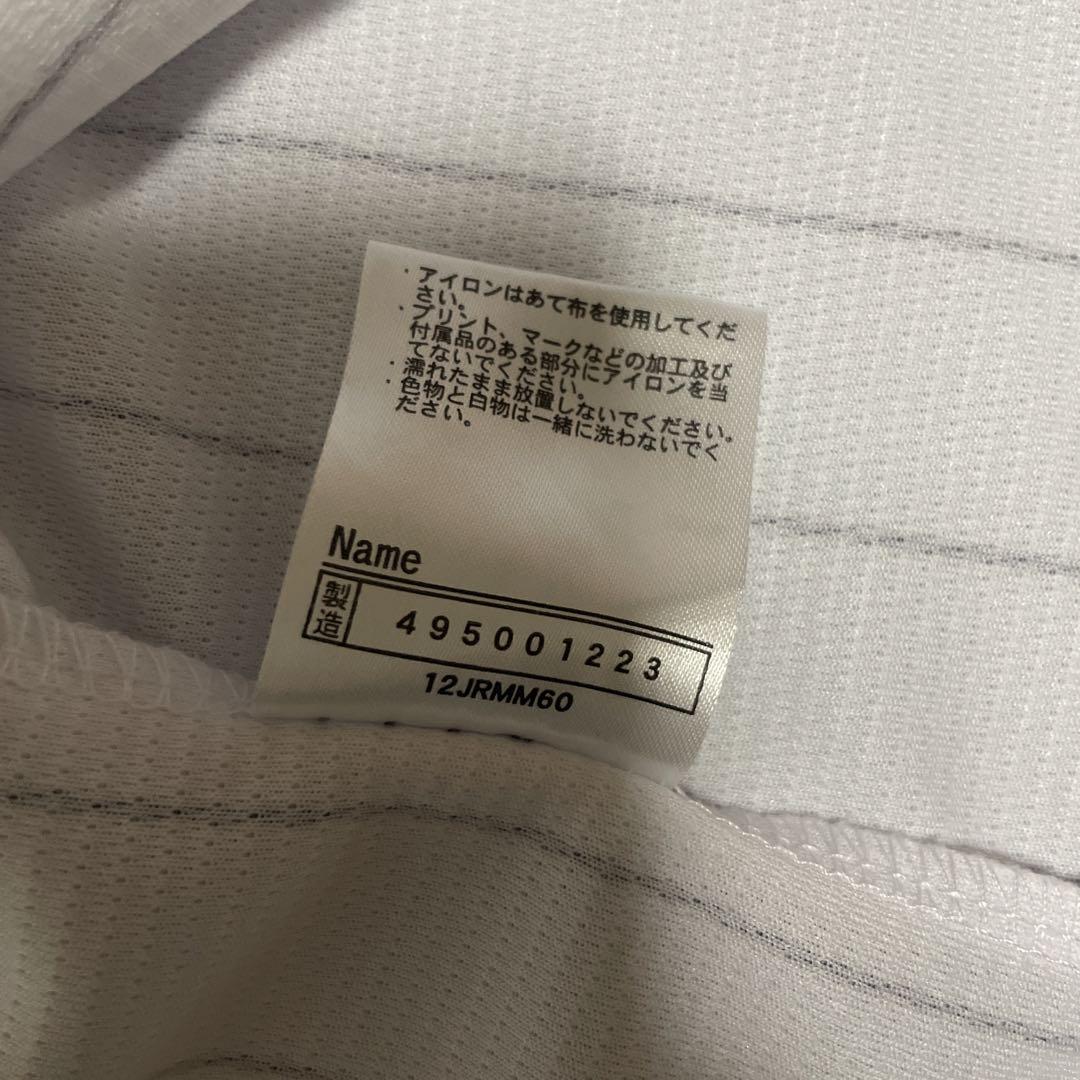 ・アイロンはあて布を使用してくだ
さい。
・プリント、マークなどの加工及び
付属品のある部分にアイロンを当
てないでください。
・濡れたまま放置しないでください。
・色物と白物は一緒に洗わないでく
ださい。
Name
製造 495001223
12JRMM60